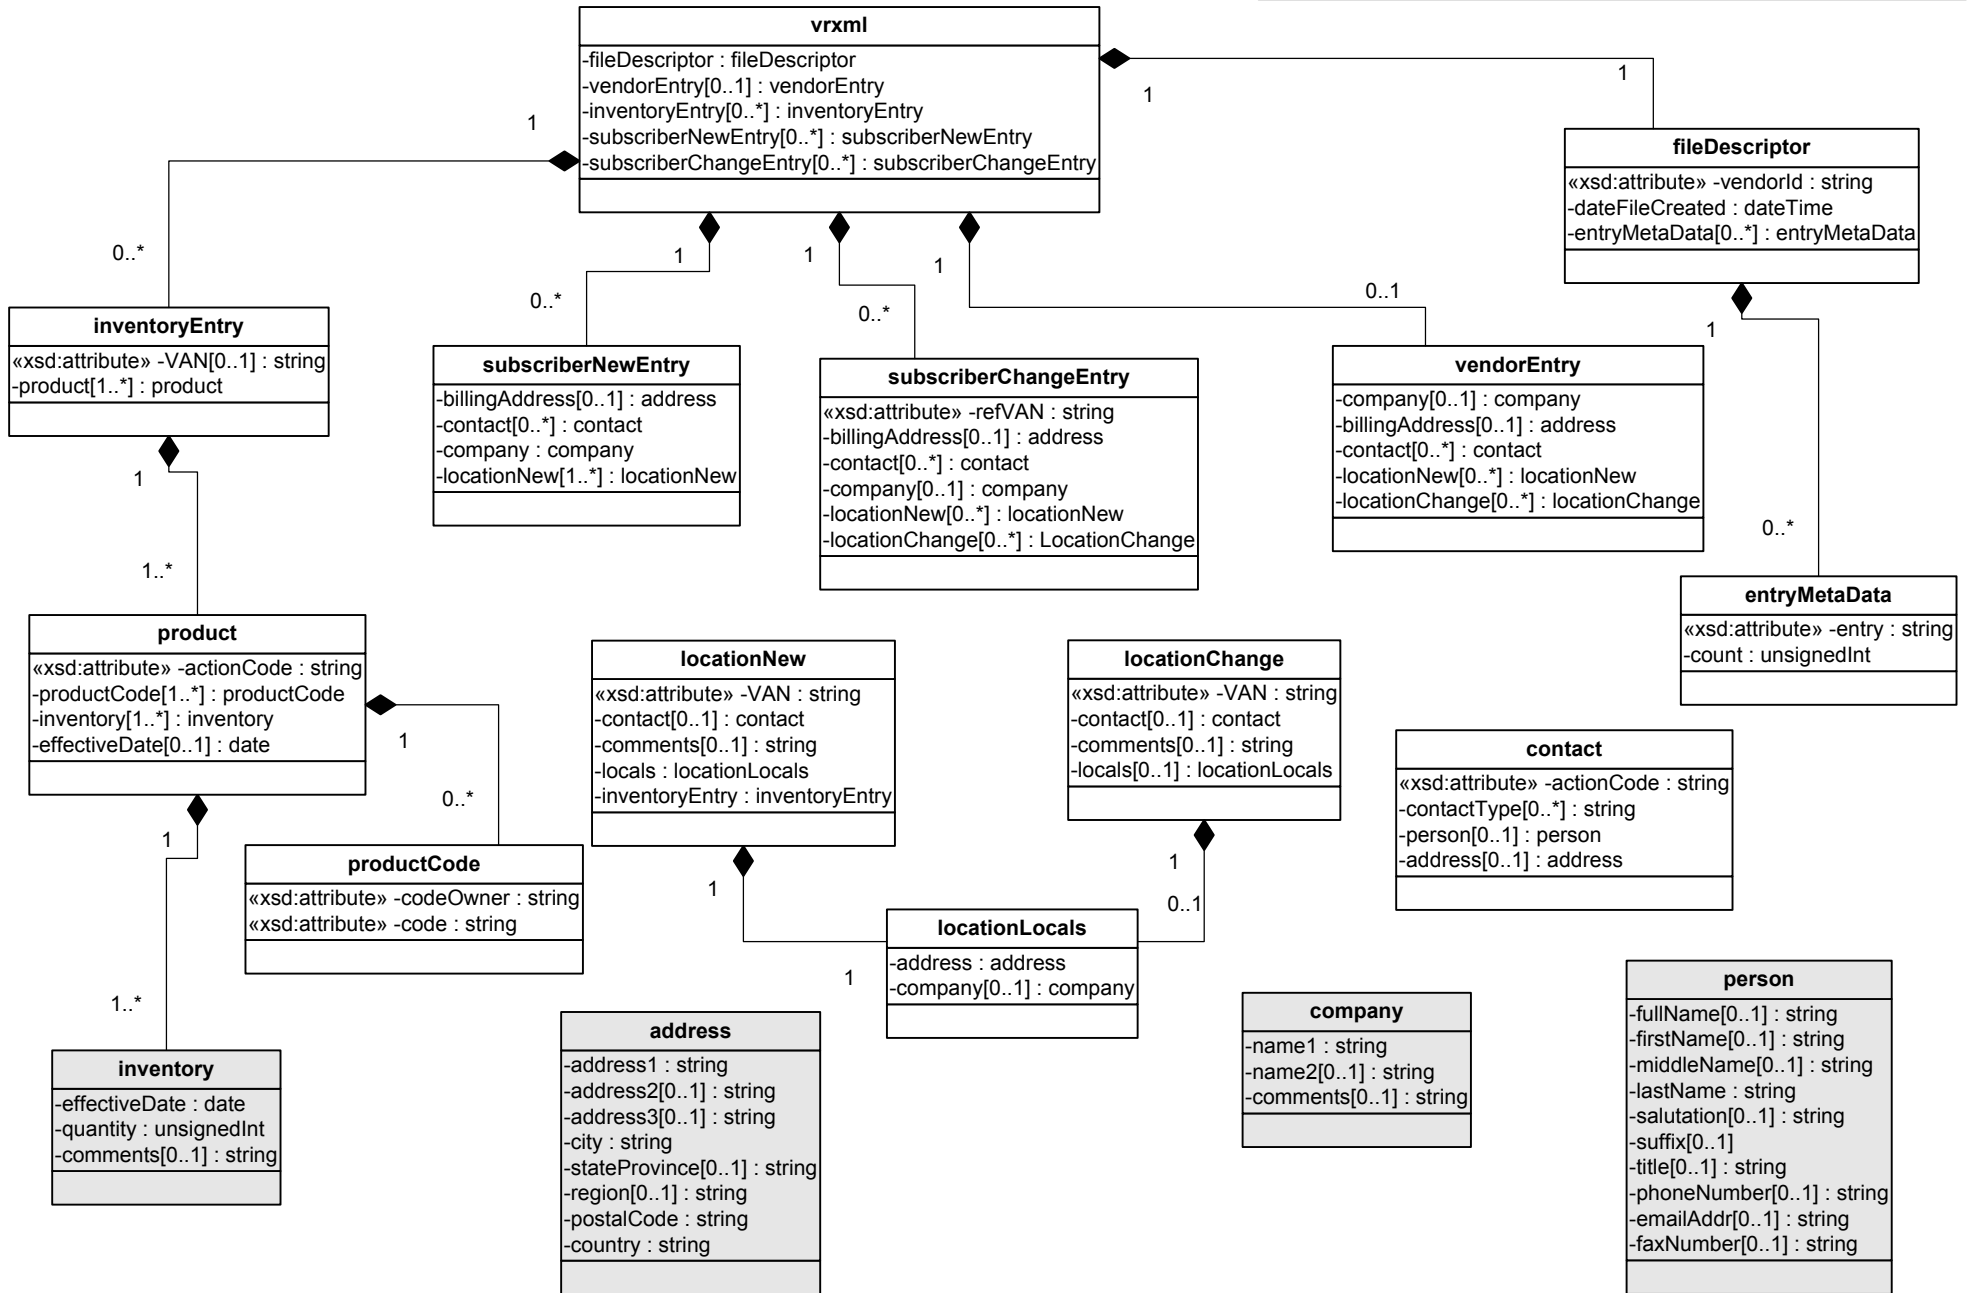 vrxml
-fileDescriptor : fileDescriptor
-vendorEntry[0..1] : vendorEntry
-inventoryEntry[0..*] : inventoryEntry
-subscriberNewEntry[0..*] : subscriberNewEntry
-subscriberChangeEntry[0..*] : subscriberChangeEntry
1
1
1
fileDescriptor
«xsd:attribute» -vendorId : string
-dateFileCreated : dateTime
-entryMetaData[0..*] : entryMetaData
0..*
1
1
1
0..*
0..*
0..1
1
inventoryEntry
«xsd:attribute» -VAN[0..1] : string
-product[1..*] : product
subscriberNewEntry
-billingAddress[0..1] : address
-contact[0..*] : contact
-company : company
-locationNew[1..*] : locationNew
subscriberChangeEntry
«xsd:attribute» -refVAN : string
-billingAddress[0..1] : address
-contact[0..*] : contact
-company[0..1] : company
-locationNew[0..*] : locationNew
-locationChange[0..*] : LocationChange
vendorEntry
-company[0..1] : company
-billingAddress[0..1] : address
-contact[0..*] : contact
-locationNew[0..*] : locationNew
-locationChange[0..*] : locationChange
1
0..*
1..*
entryMetaData
«xsd:attribute» -entry : string
-count : unsignedInt
product
«xsd:attribute» -actionCode : string
-productCode[1..*] : productCode
-inventory[1..*] : inventory
-effectiveDate[0..1] : date
locationNew
«xsd:attribute» -VAN : string
-contact[0..1] : contact
-comments[0..1] : string
-locals : locationLocals
-inventoryEntry : inventoryEntry
locationChange
«xsd:attribute» -VAN : string
-contact[0..1] : contact
-comments[0..1] : string
-locals[0..1] : locationLocals
contact
«xsd:attribute» -actionCode : string
-contactType[0..*] : string
-person[0..1] : person
-address[0..1] : address
1
0..*
1
productCode
«xsd:attribute» -codeOwner : string
«xsd:attribute» -code : string
1
1
0..1
1
locationLocals
-address : address
-company[0..1] : company
1..*
inventory
-effectiveDate : date
-quantity : unsignedInt
-comments[0..1] : string
address
-address1 : string
-address2[0..1] : string
-address3[0..1] : string
-city : string
-stateProvince[0..1] : string
-region[0..1] : string
-postalCode : string
-country : string
company
-name1 : string
-name2[0..1] : string
-comments[0..1] : string
person
-fullName[0..1] : string
-firstName[0..1] : string
-middleName[0..1] : string
-lastName : string
-salutation[0..1] : string
-suffix[0..1]
-title[0..1] : string
-phoneNumber[0..1] : string
-emailAddr[0..1] : string
-faxNumber[0..1] : string